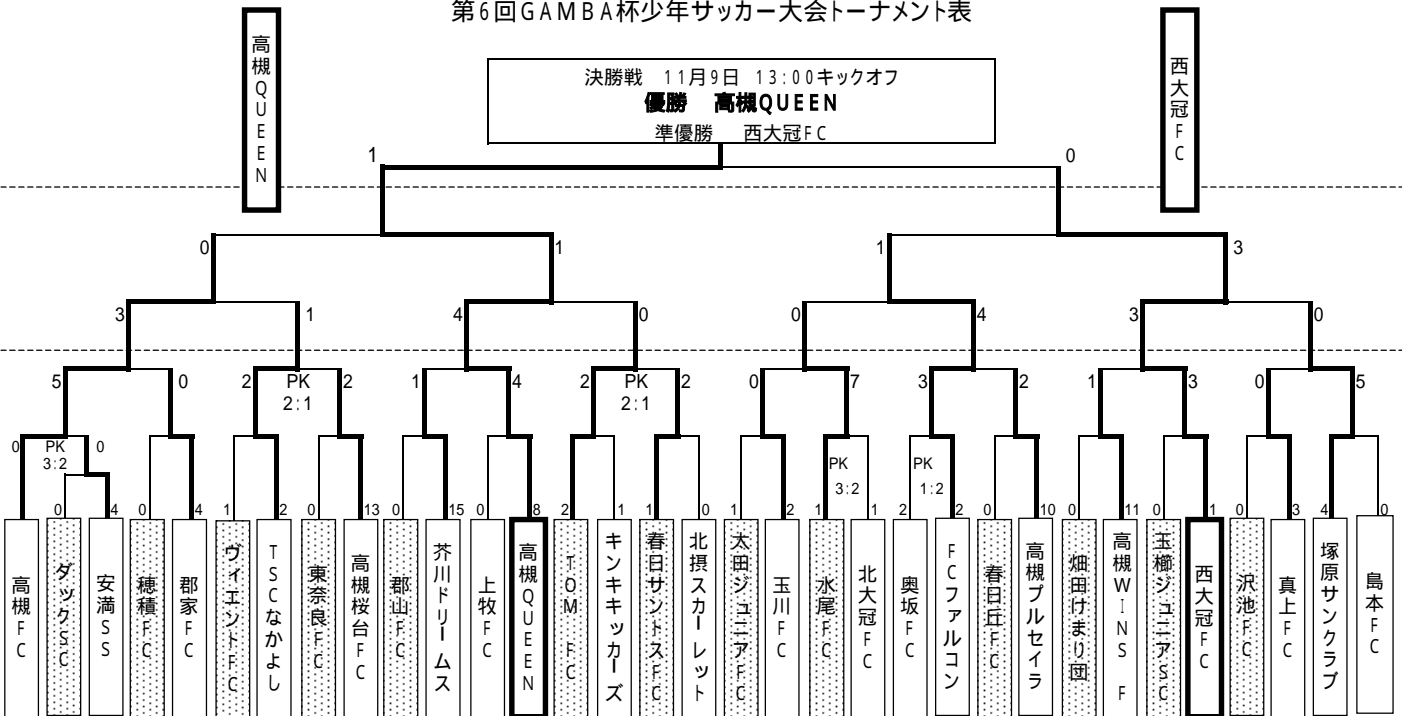 第6回GAMBA杯少年サッカー大会トーナメント表
高槻QUEEN
西大冠FC
決勝戦 11月9日 13:00キックオフ
優勝 高槻QUEEN
準優勝 西大冠FC
1
0
0
1
1
3
3
1
4
0
0
4
3
0
5
0
2
PK
2:1
2
1
4
2
PK
2:1
2
0
7
3
2
1
3
0
5
0
PK
3:2
0
PK
3:2
PK
1:2
0
4
0
4
1
2
0
13
0
15
0
8
2
1
1
0
1
2
1
1
2
2
0
10
0
11
0
1
0
3
4
0
高槻FC
ダックSC
安満SS
穂積FC
郡家FC
ヴィエントFC
TSCなかよし
東奈良FC
高槻桜台FC
郡山FC
芥川ドリームス
上牧FC
高槻QUEEN
TOM FC
キンキキッカーズ
春日サントスFC
北摂スカーレット
太田ジュニアFC
玉川FC
水尾FC
北大冠FC
奥坂FC
FCファルコン
春日丘FC
高槻プルセイラ
畑田けまり団
高槻WINS F
玉櫛ジュニアSC
西大冠FC
沢池FC
真上FC
塚原サンクラブ
島本FC